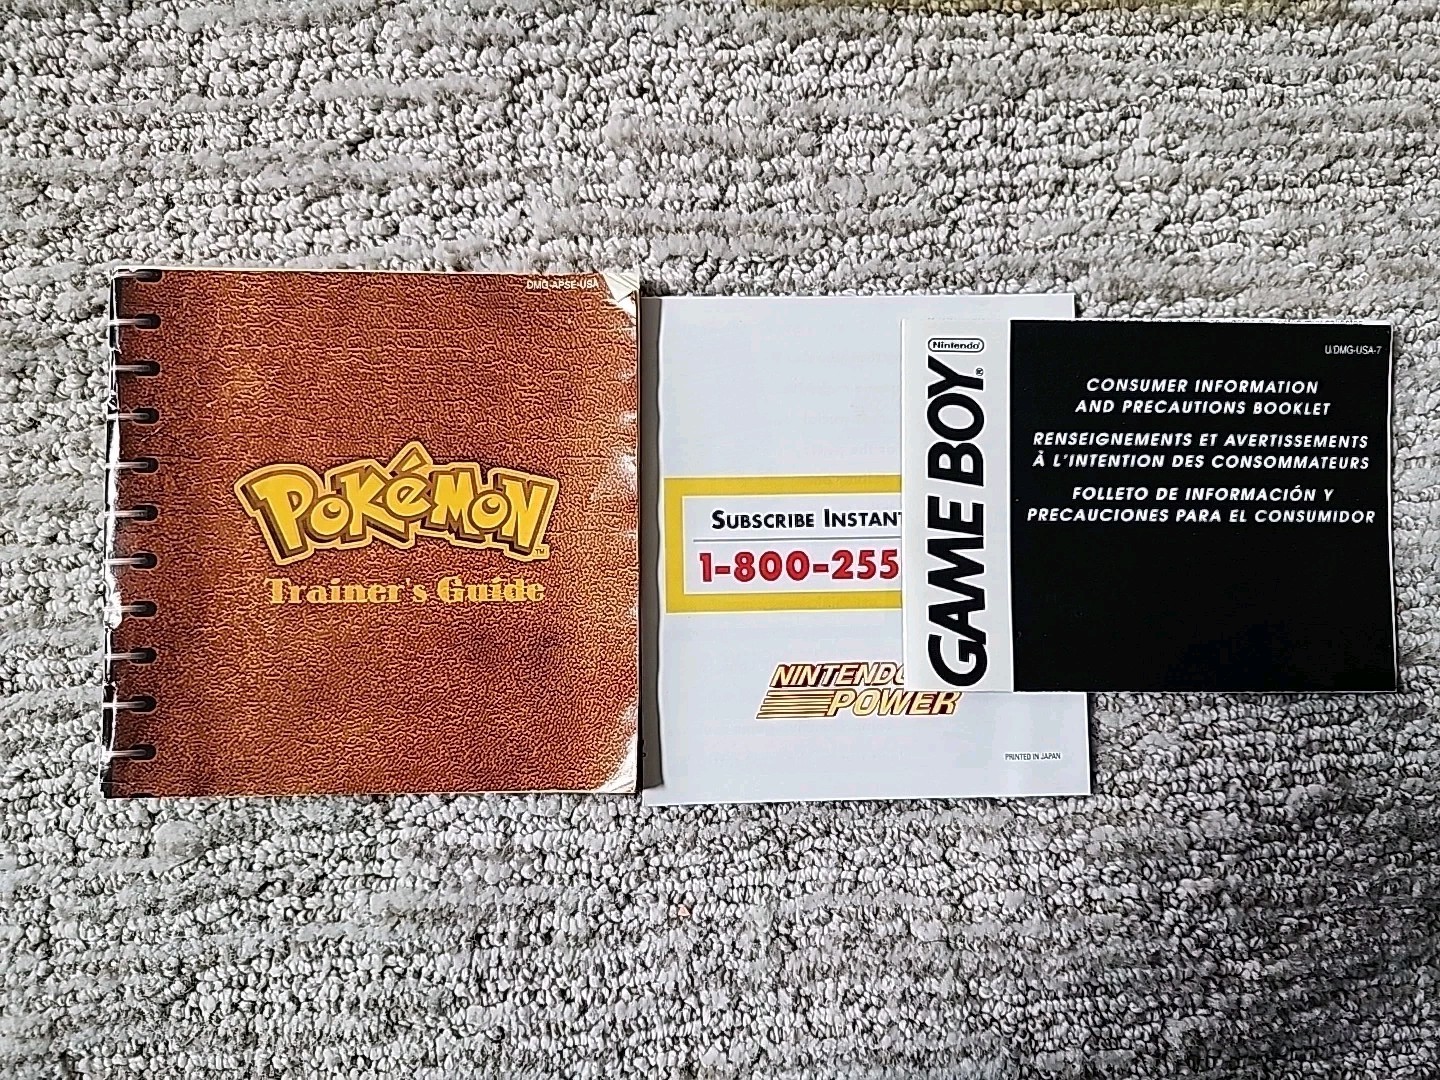 DMG-APSE-USA
POKéMON™
Trainer's Guide
SUBSCRIBE INSTANT
1-800-255
NINTENDO
POWER
PRINTED IN JAPAN
Nintendo®
GAME BOY®
U/DMG-USA-7
CONSUMER INFORMATION
AND PRECAUTIONS BOOKLET
RENSEIGNEMENTS ET AVERTISSEMENTS
À L'INTENTION DES CONSOMMATEURS
FOLLETO DE INFORMACIÓN Y
PRECAUCIONES PARA EL CONSUMIDOR